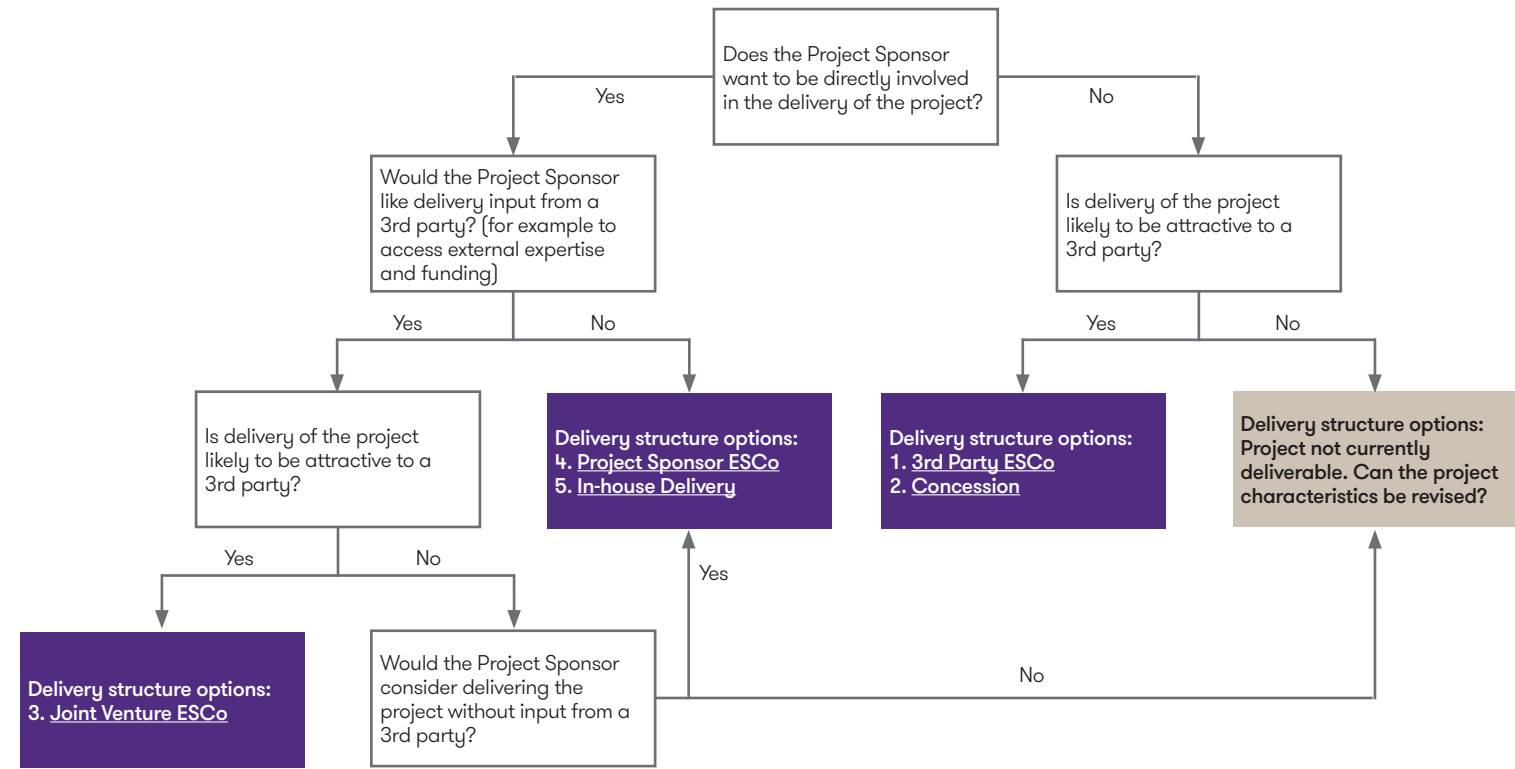 Does the Project Sponsor
want to be directly involved
in the delivery of the project?
Yes
No
Would the Project Sponsor
like delivery input from a
3rd party? (for example to
access external expertise
and funding)
Is delivery of the project
likely to be attractive to a
3rd party?
Yes
No
Yes
No
Is delivery of the project
likely to be attractive to a
3rd party?
Delivery structure options:
4. Project Sponsor ESCo
5. In-house Delivery
Delivery structure options:
1. 3rd Party ESCo
2. Concession
Delivery structure options:
Project not currently
deliverable. Can the project
characteristics be revised?
Yes
No
Yes
Delivery structure options:
3. Joint Venture ESCo
Would the Project Sponsor
consider delivering the
project without input from a
3rd party?
No